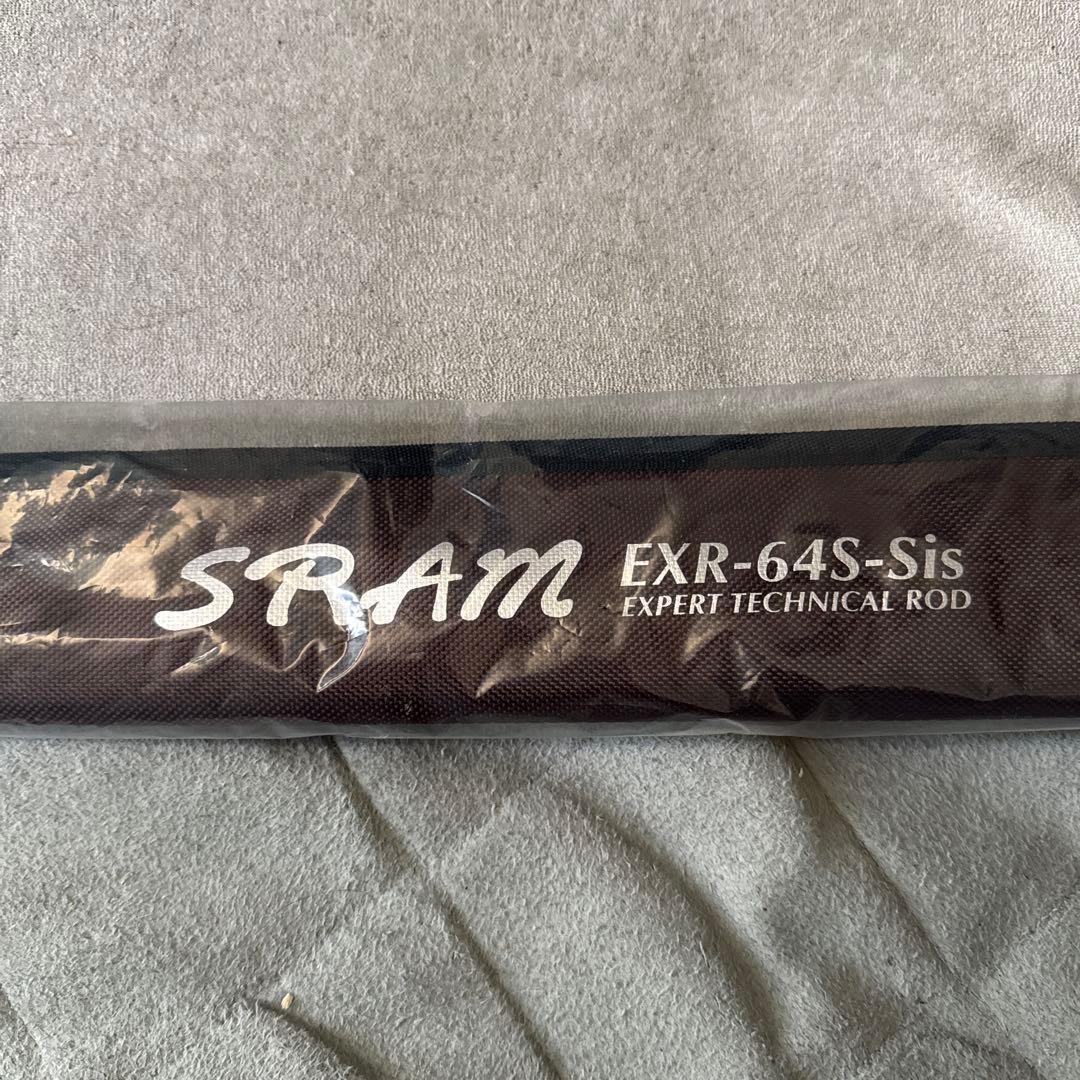 SRAM
EXR-64S-Sis
EXPERT TECHNICAL ROD